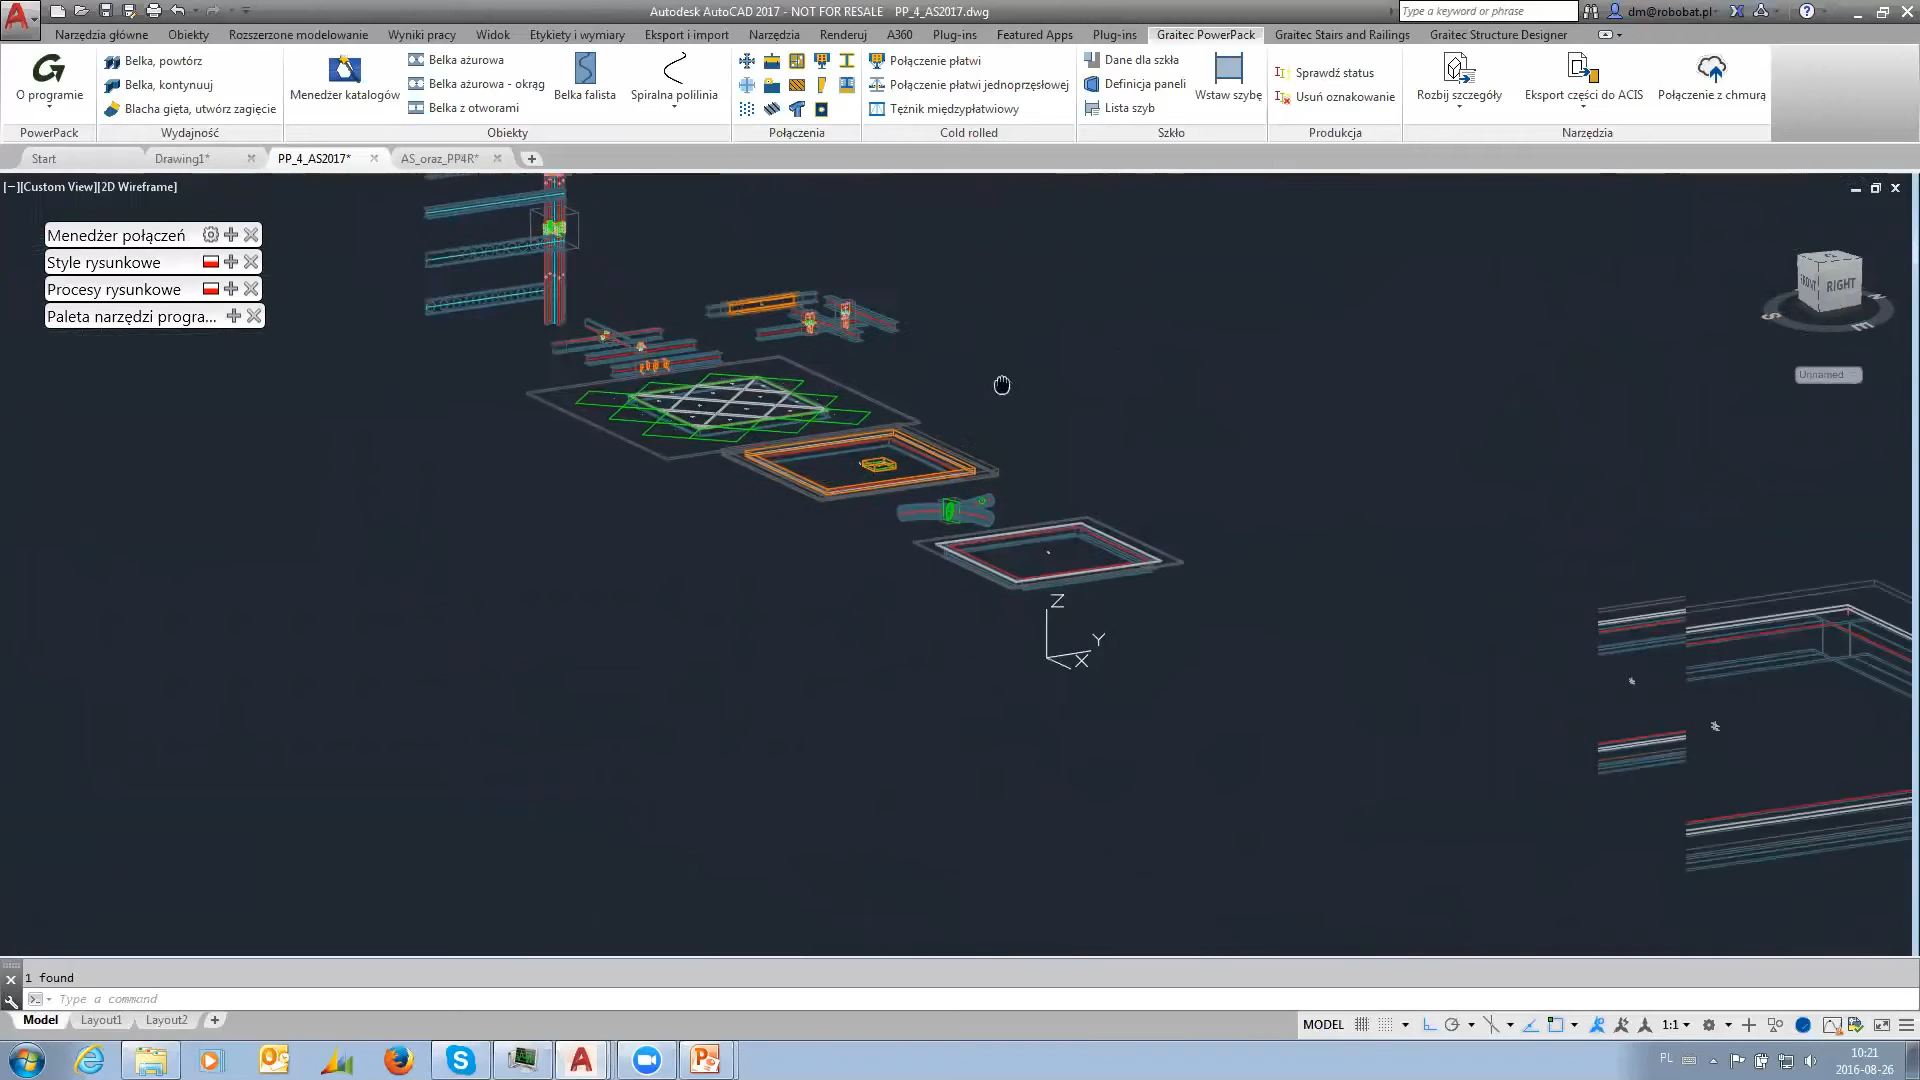 Autodesk AutoCAD 2017 - NOT FOR RESALE PP_4_AS2017.dwg
Type a keyword or phrase
dm@robobat.pl
Narzędzia główne Obiekty Rozszerzone modelowanie Wyniki pracy Widok Etykiety i wymiary Eksport i import Narzędzia Renderuj A360 Plug-ins Featured Apps Plug-ins Graitec PowerPack Graitec Stairs and Railings Graitec Structure Designer
O programie
PowerPack
Belka, powtórz
Belka, kontynuuj
Blacha gięta, utwórz zagięcie
Wydajność
Menedżer katalogów
Belka ażurowa
Belka ażurowa - okrąg
Belka z otworami
Belka falista
Spiralna polilinia
Obiekty
Połączenia
Połączenie płatwi
Połączenie płatwi jednoprzęsłowej
Tężnik międzypłatwiowy
Cold rolled
Dane dla szkła
Definicja paneli
Lista szyb
Wstaw szybę
Szkło
Sprawdź status
Usuń oznakowanie
Produkcja
Rozbij szczegóły
Eksport części do ACIS
Połączenie z chmurą
Narzędzia
Start Drawing1* PP_4_AS2017* AS_oraz_PP4R*
[−][Custom View][2D Wireframe]
Menedżer połączeń
Style rysunkowe
Procesy rysunkowe
Paleta narzędzi progra...
FRONT RIGHT
S E N
Unnamed
Z
Y
X
1 found
Type a command
Model Layout1 Layout2
MODEL 1:1
PL
10:21
2016-08-26